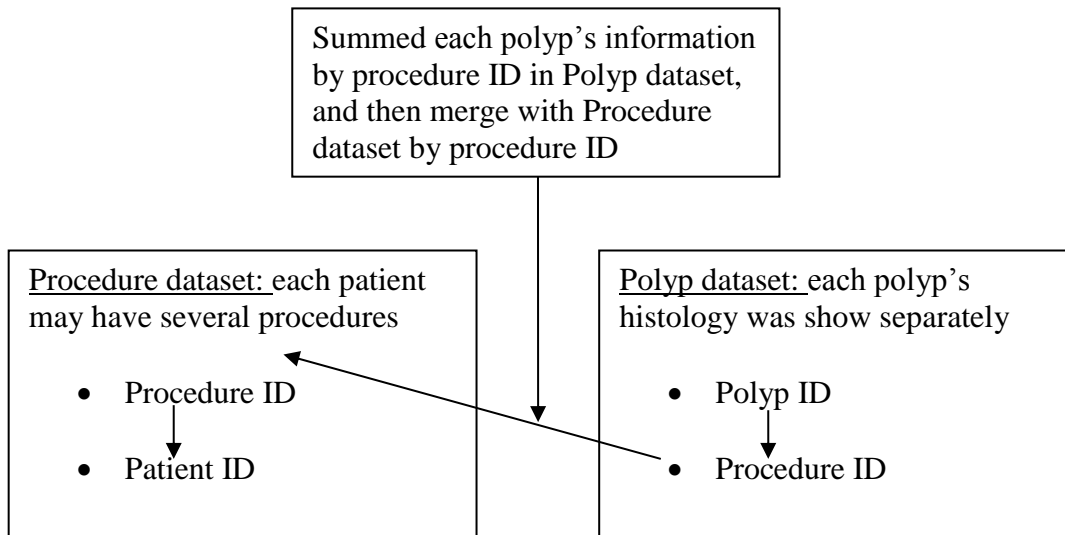 Summed each polyp’s information
by procedure ID in Polyp dataset,
and then merge with Procedure
dataset by procedure ID
Procedure dataset: each patient
may have several procedures
• Procedure ID
• Patient ID
Polyp dataset: each polyp’s
histology was show separately
• Polyp ID
• Procedure ID